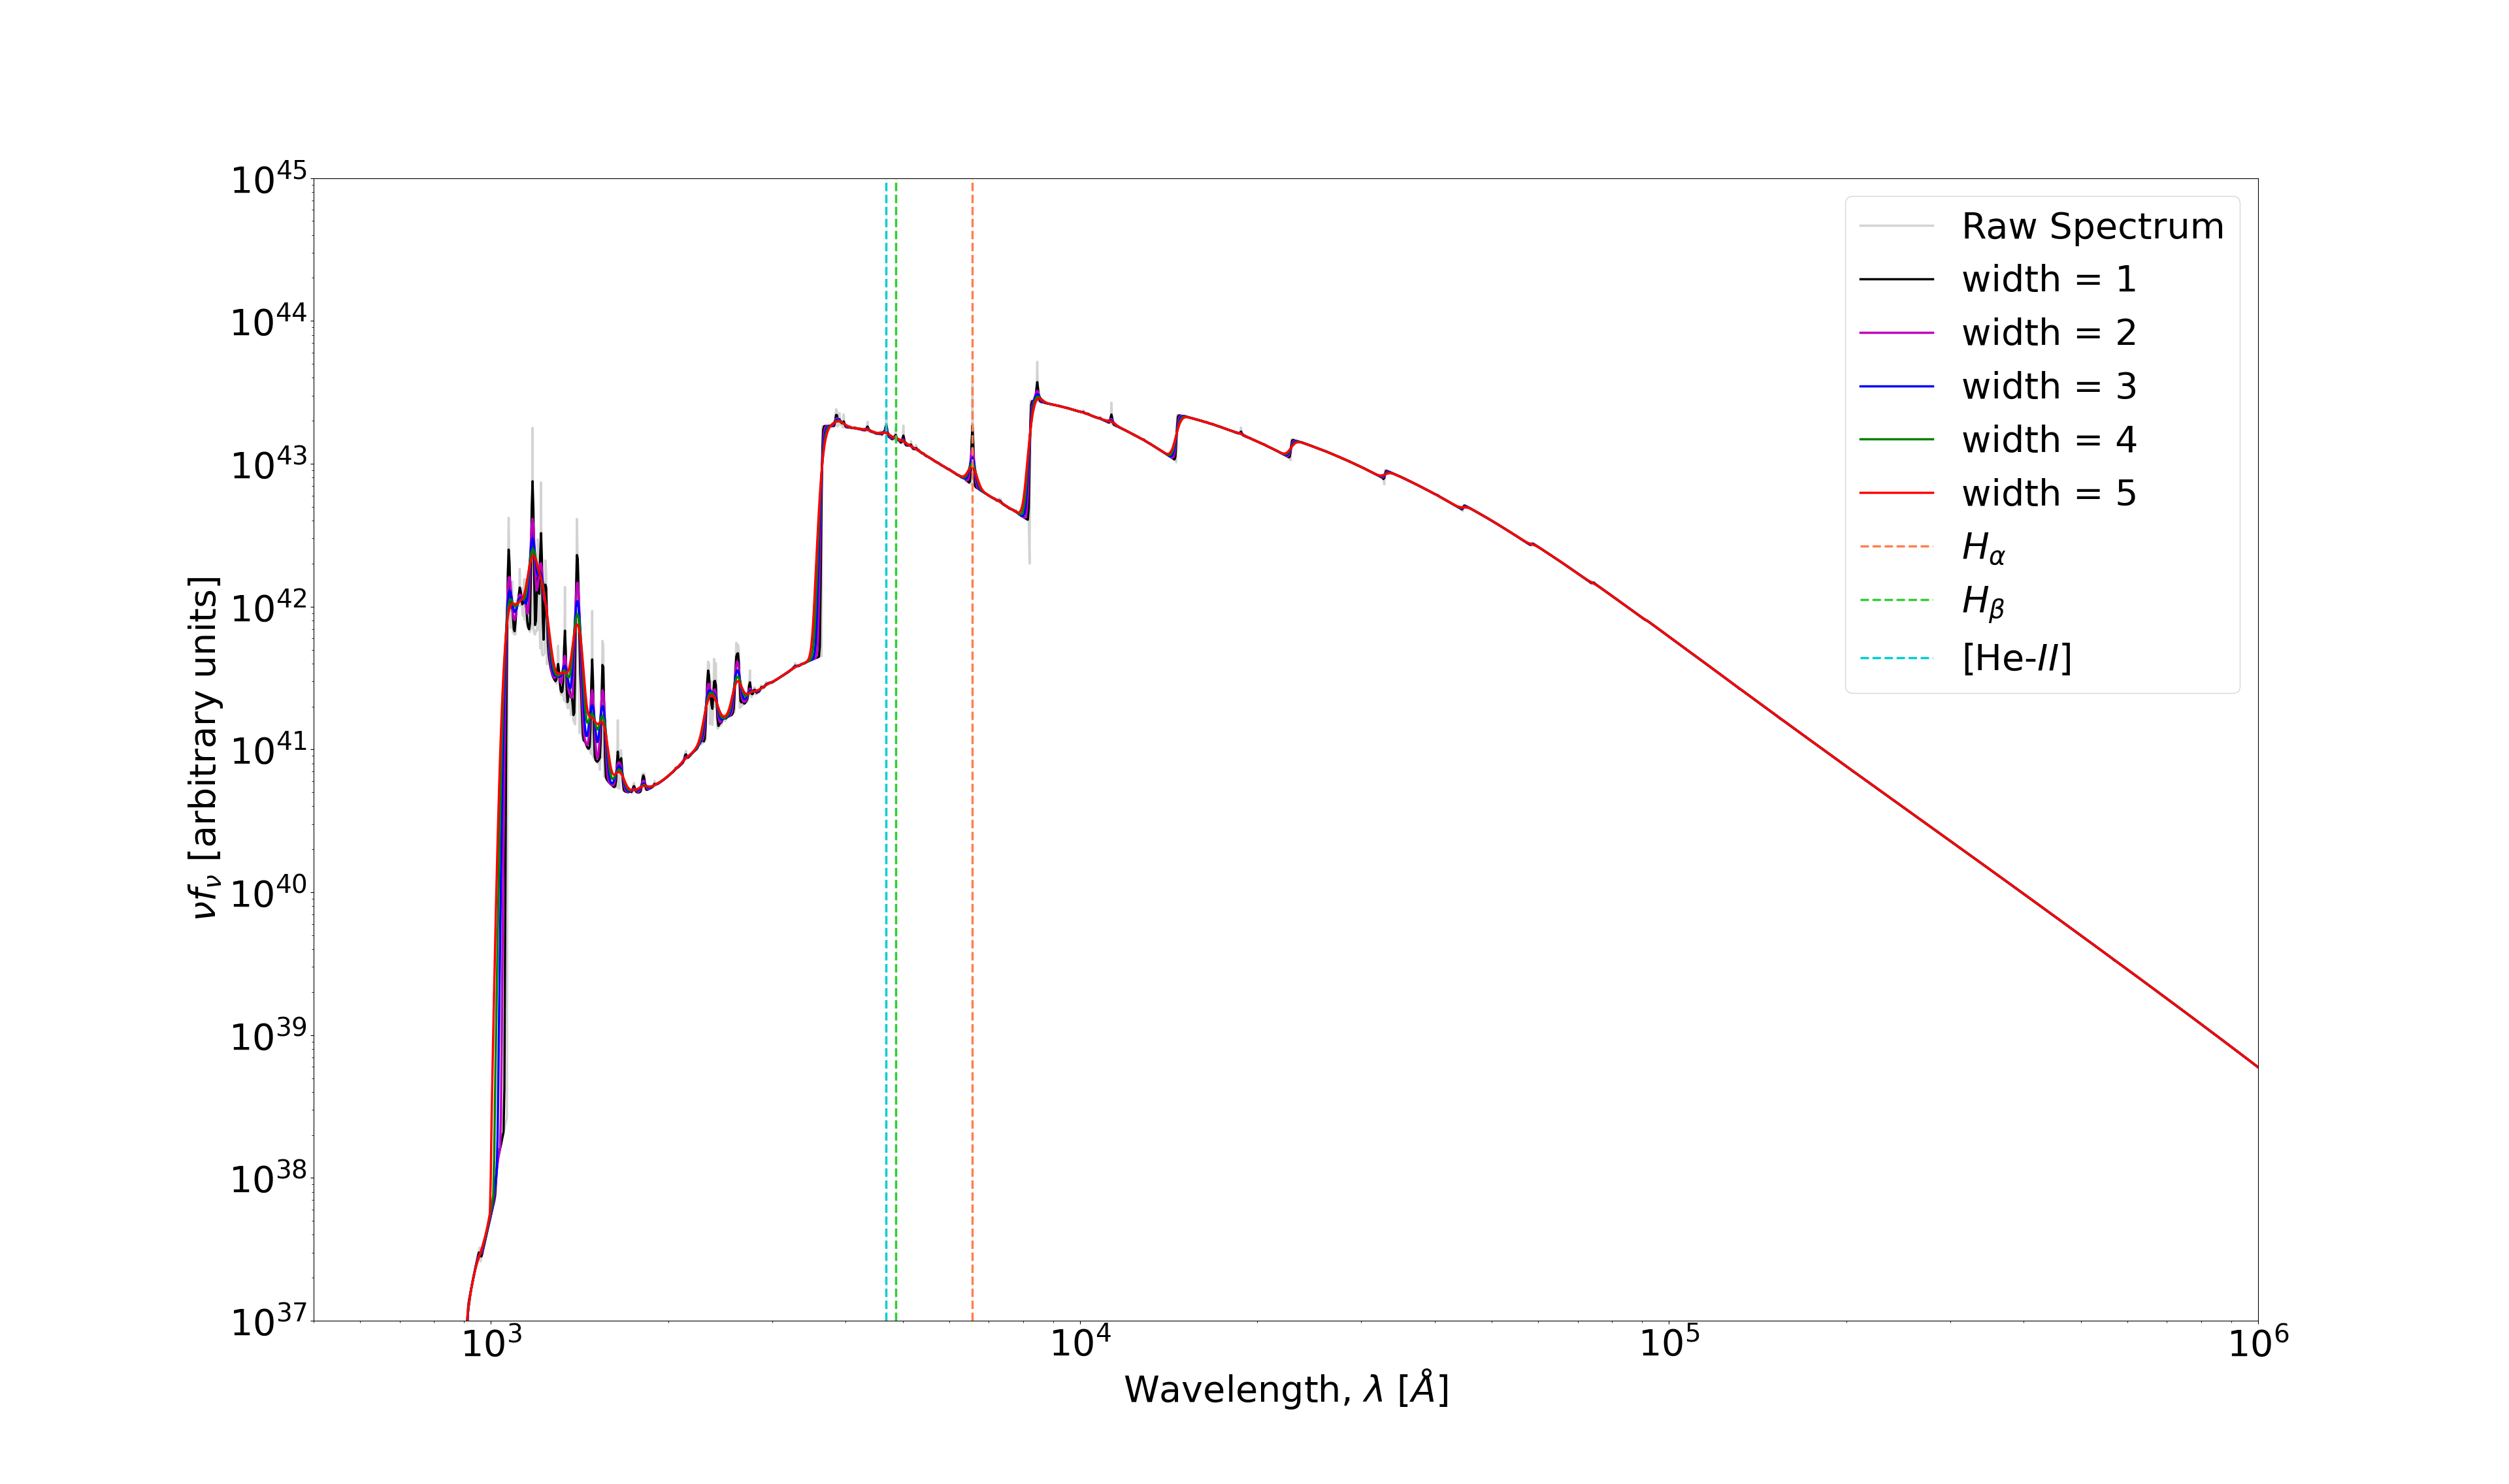 10^45
10^44
10^43
10^42
10^41
10^40
10^39
10^38
10^37
νf_ν [arbitrary units]
10^3 10^4 10^5 10^6
Wavelength, λ [Å]
Raw Spectrum
width = 1
width = 2
width = 3
width = 4
width = 5
H_α
H_β
[He-II]